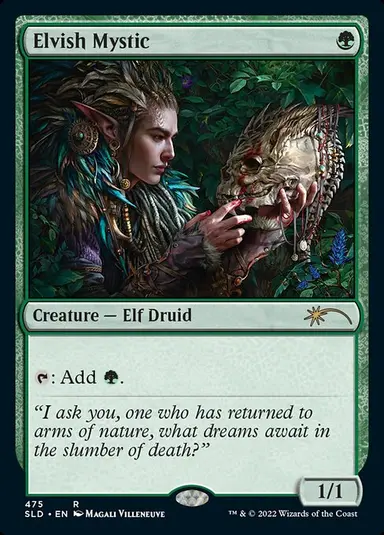 Elvish Mystic
Creature — Elf Druid
: Add .
“I ask you, one who has returned to
arms of nature, what dreams await in
the slumber of death?”
1/1
475 R
SLD • EN Magali Villeneuve
™ & © 2022 Wizards of the Coast